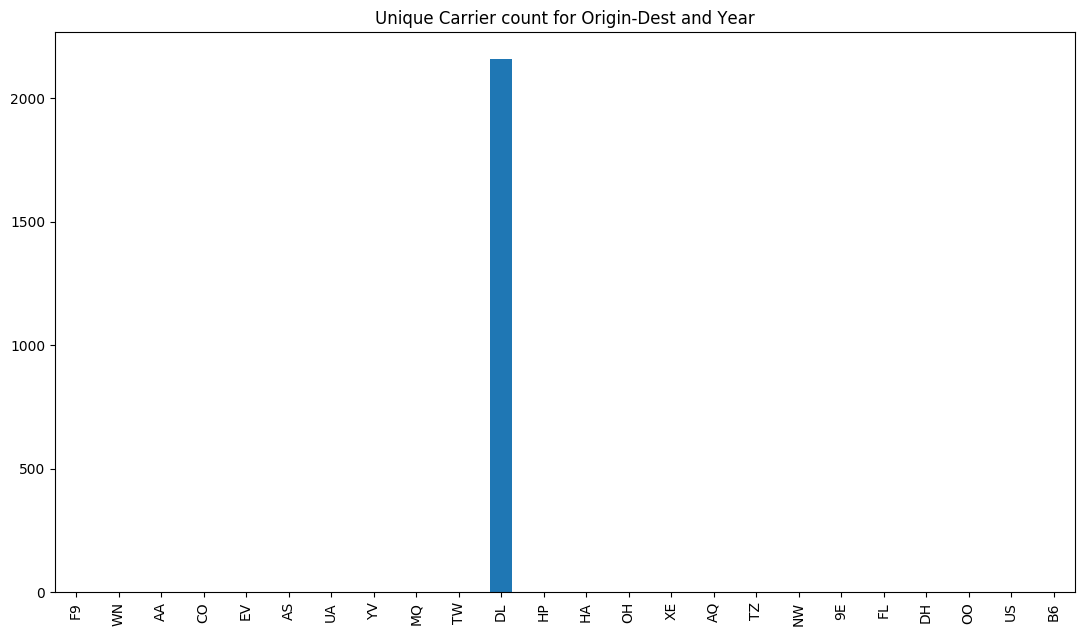 Unique Carrier count for Origin-Dest and Year
2000
1500
1000
500
0
F9
WN
AA
CO
EV
AS
UA
YV
MQ
TW
DL
HP
HA
OH
XE
AQ
TZ
NW
9E
FL
DH
OO
US
B6